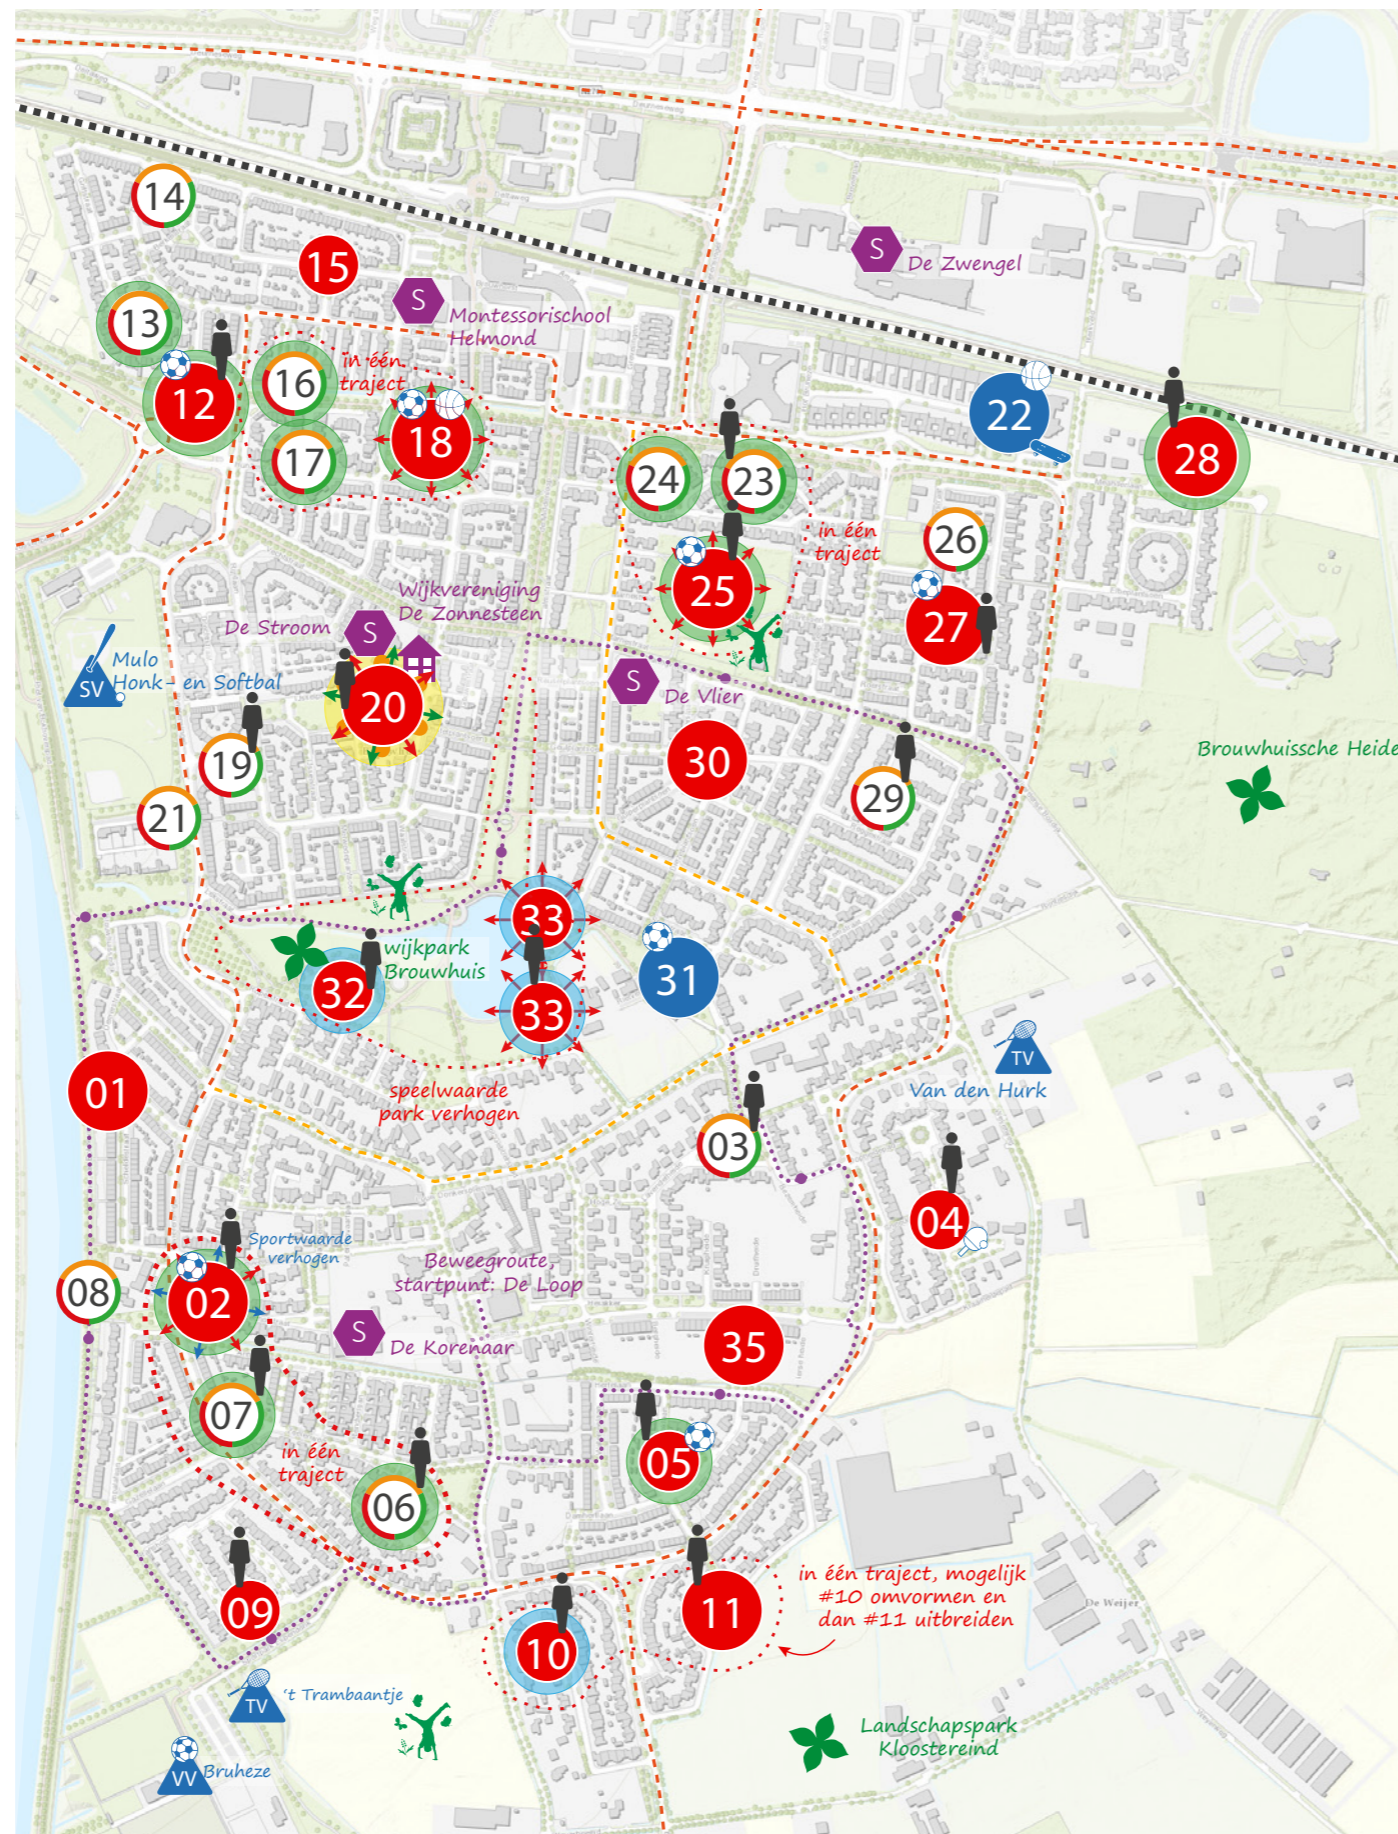 14
15
S
Montessorischool
Helmond
S
De Zwengel
13
12
16
in één
traject
17
18
22
28
24
23
in één
traject
25
26
27
Wijkvereniging
De Zonnesteen
De Stroom
S
20
Mulo
Honk- en Softbal
SV
19
21
S
De Vlier
30
29
Brouwhuissche Heide
33
wijkpark
Brouwhuis
32
33
31
speelwaarde
park verhogen
01
TV
Van den Hurk
03
04
Sportwaarde
verhogen
02
08
Beweegroute,
startpunt: De Loop
S
De Korenaar
35
07
in één
traject
06
05
09
10
11
in één traject, mogelijk
#10 omvormen en
dan #11 uitbreiden
De Weijer
TV
't Trambaantje
VV
Bruheze
Landschapspark
Kloostereind